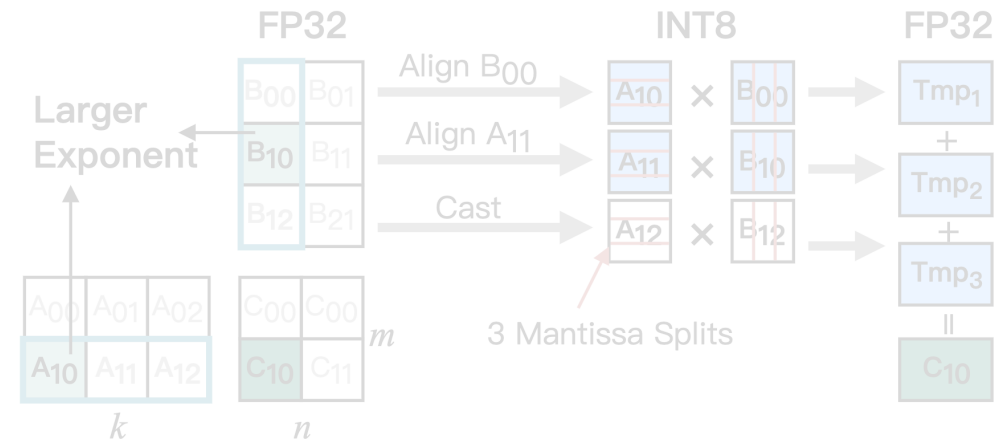 FP32 INT8 FP32
B00 B01 Align B00 A10 × B00 Tmp1
Larger
Exponent
+
B10 B11 Align A11 A11 × B10 Tmp2
+
B12 B21 Cast A12 × B12 Tmp3
=
A00 A01 A02 C00 C00 m 3 Mantissa Splits
A10 A11 A12 C10 C11 C10
k n